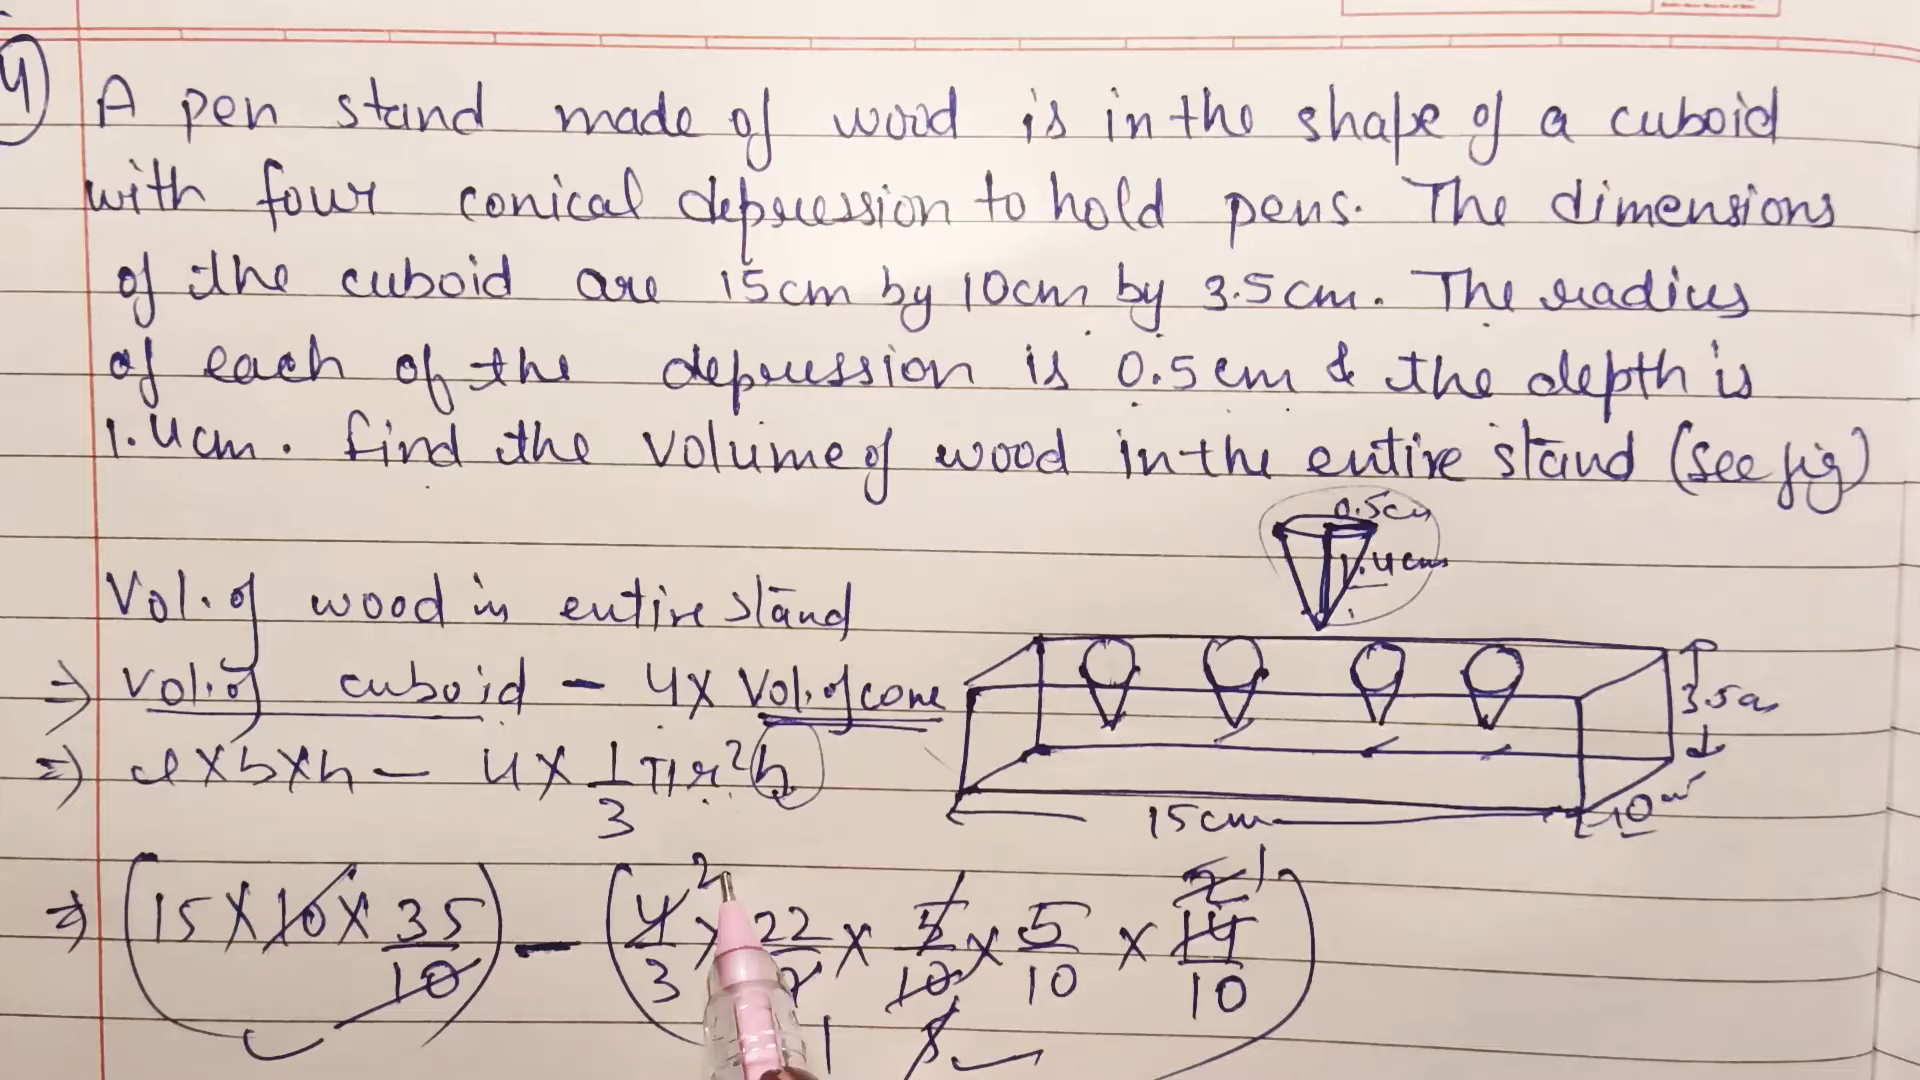 4) A pen stand made of wood is in the shape of a cuboid
with four conical depression to hold pens. The dimensions
of the cuboid are 15cm by 10cm by 3.5cm. The radius
of each of the depression is 0.5cm & the depth is
1.4cm. find the volume of wood in the entire stand (see fig)
0.5cm
1.4cm
Vol. of wood in entire stand
⇒ Vol. of cuboid - 4× Vol. of cone
3.5cm
⇒ l×b×h - 4× 1/3 πr²h
15cm
10cm
⇒ (15×10×35/10) - (4/3 × 22/7 × 5/10 × 5/10 × 14/10)
2
2 1
1